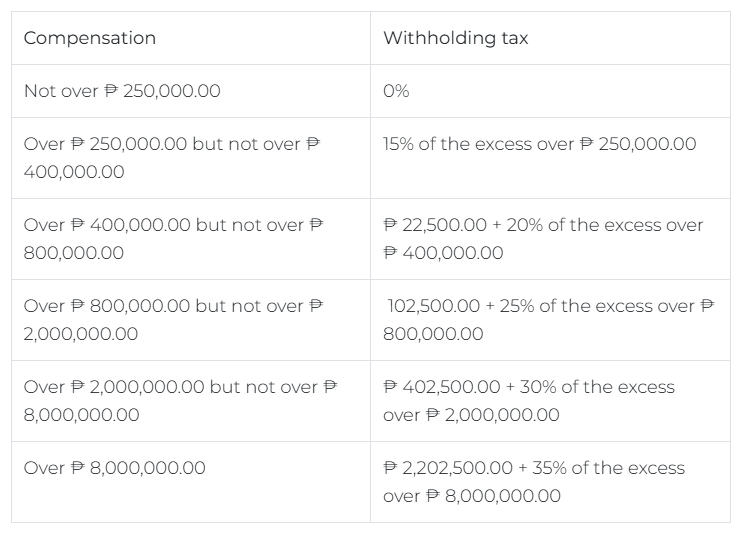 Compensation
Withholding tax
Not over ₱ 250,000.00
0%
Over ₱ 250,000.00 but not over ₱
400,000.00
15% of the excess over ₱ 250,000.00
Over ₱ 400,000.00 but not over ₱
800,000.00
₱ 22,500.00 + 20% of the excess over
₱ 400,000.00
Over ₱ 800,000.00 but not over ₱
2,000,000.00
102,500.00 + 25% of the excess over ₱
800,000.00
Over ₱ 2,000,000.00 but not over ₱
8,000,000.00
₱ 402,500.00 + 30% of the excess
over ₱ 2,000,000.00
Over ₱ 8,000,000.00
₱ 2,202,500.00 + 35% of the excess
over ₱ 8,000,000.00